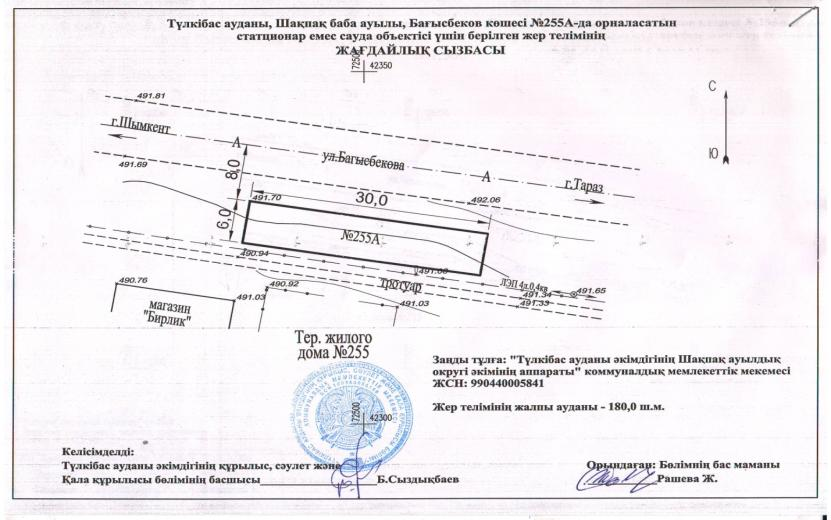 Түлкібас ауданы, Шақпақ баба ауылы, Бағысбеков көшесі №255А-да орналасатын
статционар емес сауда объектісі үшін берілген жер телімінің
ЖАҒДАЙЛЫҚ СЫЗБАСЫ
72500
42350
С
Ю
491.81
г.Шымкент
А
ул.Багыебекова
А
г.Тараз
491.69
8,0
491.70
30,0
492.06
6,0
№255А
490.94
491.00
тротуар
ЛЭП 4л.0,4кв
491.65
491.34
491.33
490.76
490.92
491.03
491.03
магазин
"Бирлик"
Тер. жилого
дома №255
Заңды тұлға: "Түлкібас ауданы әкімдігінің Шақпақ ауылдық
округі әкімінің аппараты" коммуналдық мемлекеттік мекемесі
ЖСН: 990440005841
72500
42300
Жер телімінің жалпы ауданы - 180,0 ш.м.
Келісімделді:
Түлкібас ауданы әкімдігінің құрылыс, сәулет және
Қала құрылысы бөлімінің басшысы Б.Сыздықбаев
Орындаған: Бөлімнің бас маманы
Рашева Ж.